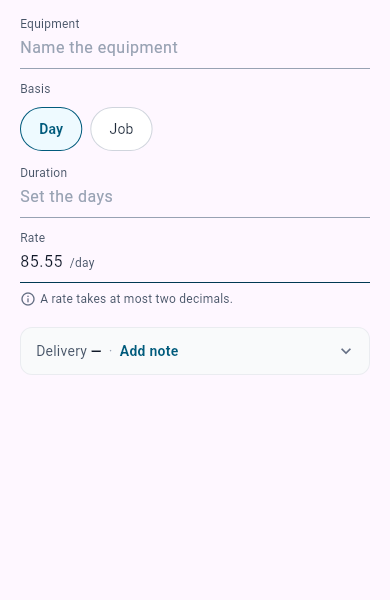 Equipment
Name the equipment
Basis
Day
Job
Duration
Set the days
Rate
85.55 /day
A rate takes at most two decimals.
Delivery — · Add note